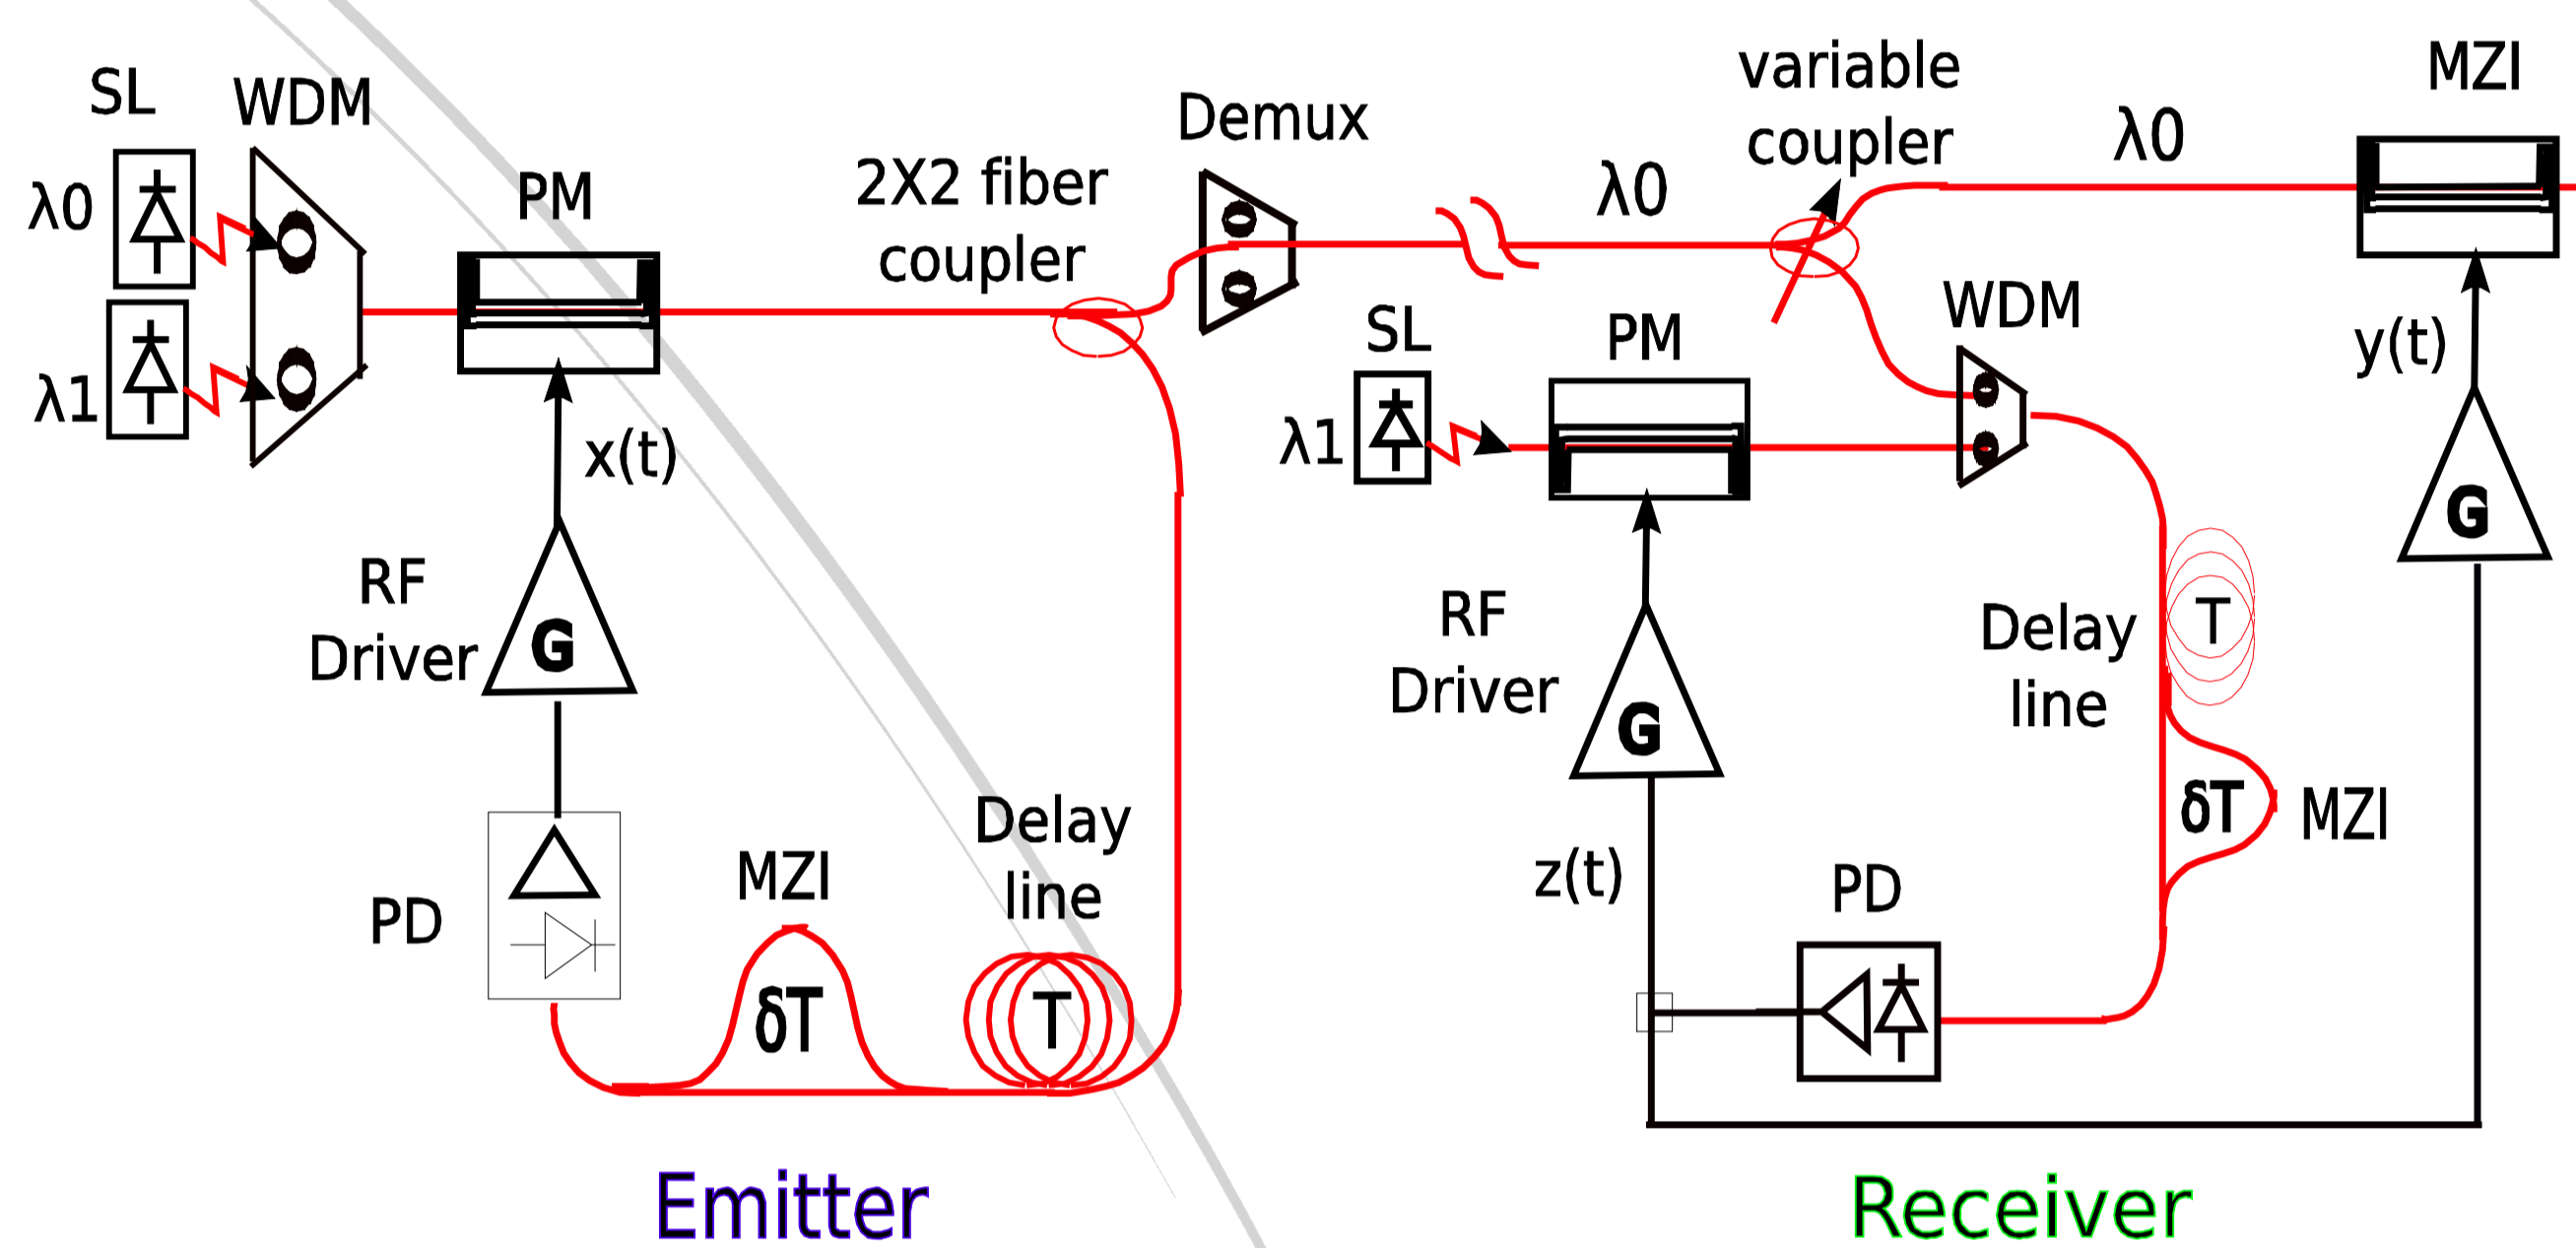 SL
WDM
λ0
λ1
PM
x(t)
RF
Driver
G
PD
MZI
δT
Delay
line
T
2X2 fiber
coupler
Demux
λ0
variable
coupler
λ0
MZI
SL
λ1
PM
WDM
y(t)
G
RF
Driver
G
Delay
line
T
δT
MZI
z(t)
PD
Emitter
Receiver